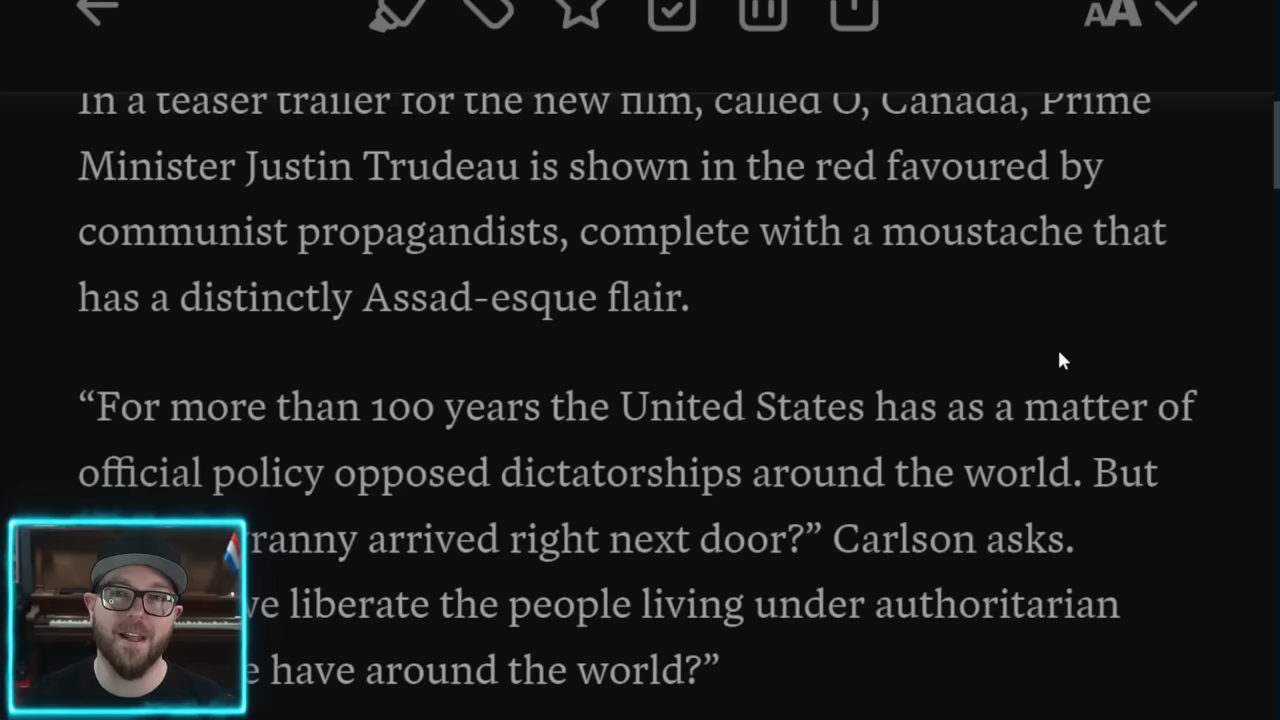 AA
In a teaser trailer for the new film, called O, Canada, Prime
Minister Justin Trudeau is shown in the red favoured by
communist propagandists, complete with a moustache that
has a distinctly Assad-esque flair.
“For more than 100 years the United States has as a matter of
official policy opposed dictatorships around the world. But
ranny arrived right next door?” Carlson asks.
ve liberate the people living under authoritarian
e have around the world?”